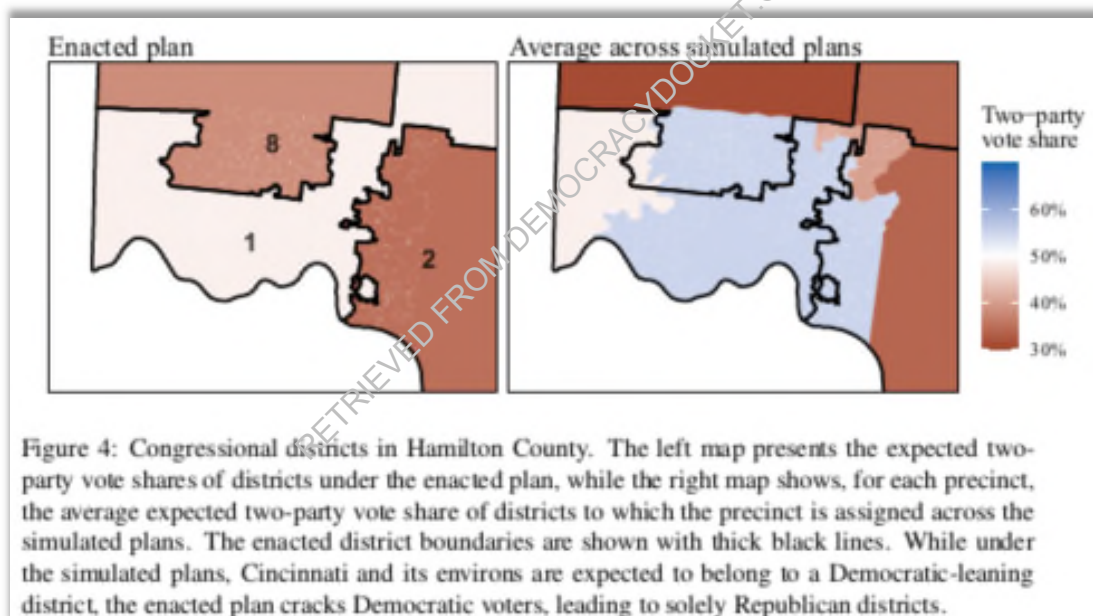 Enacted plan
Average across simulated plans
8
1
2
Two-party
vote share
60%
50%
40%
30%
RETRIEVED FROM DEMOCRACYDOCKET.
Figure 4: Congressional districts in Hamilton County. The left map presents the expected two-
party vote shares of districts under the enacted plan, while the right map shows, for each precinct,
the average expected two-party vote share of districts to which the precinct is assigned across the
simulated plans. The enacted district boundaries are shown with thick black lines. While under
the simulated plans, Cincinnati and its environs are expected to belong to a Democratic-leaning
district, the enacted plan cracks Democratic voters, leading to solely Republican districts.